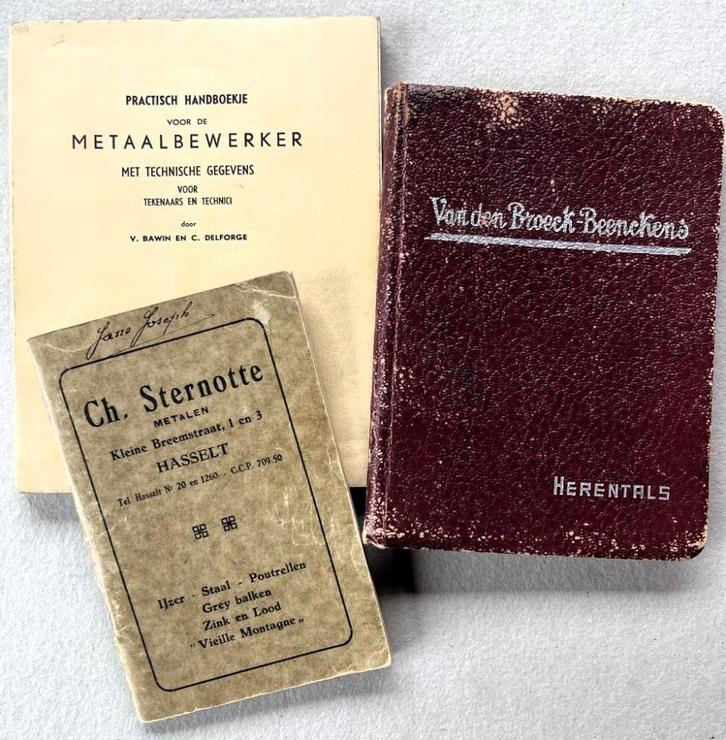 PRACTISCH HANDBOEKJE
VOOR DE
METAALBEWERKER
MET TECHNISCHE GEGEVENS
VOOR
TEKENAARS EN TECHNICI
door
V. BAWIN EN C. DELFORGE
Van den Broeck-Beenckens
HERENTALS
Jans Joseph
Ch. Sternotte
METALEN
Kleine Breemstraat, 1 en 3
HASSELT
Tel. Hasselt Nr 20 en 1260 - C.C.P. 709.50
IJzer - Staal - Poutrellen
Grey balken
Zink en Lood
"Vieille Montagne„